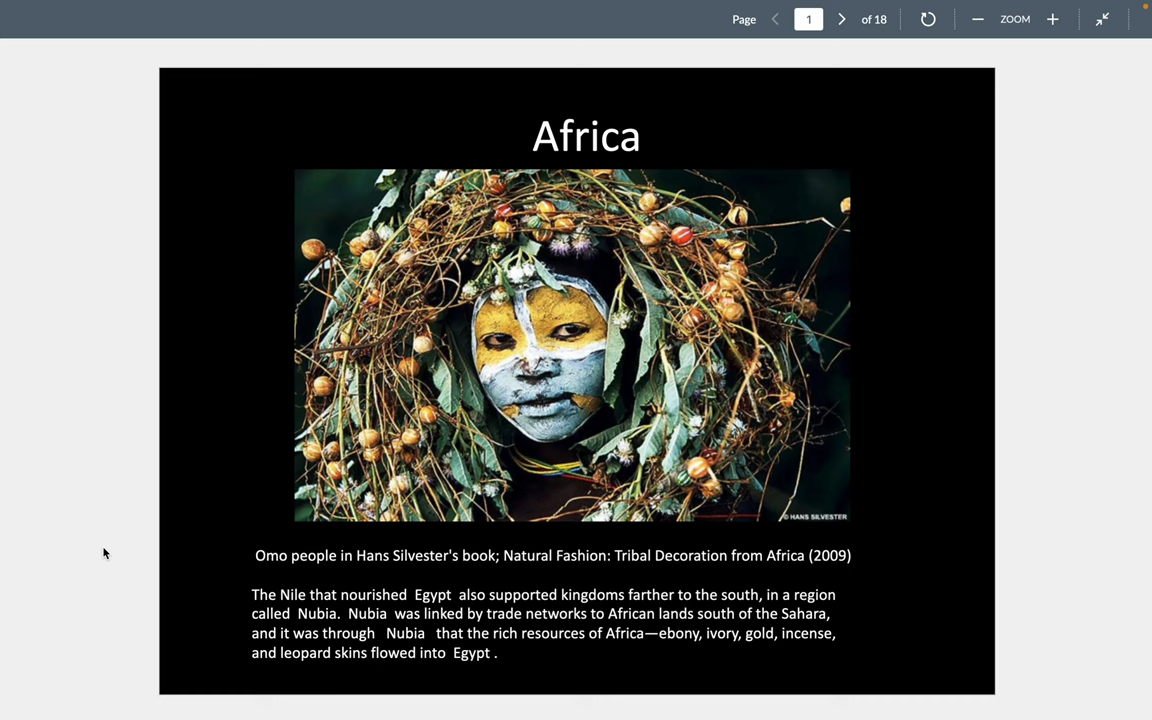 Page 1 of 18 ZOOM
Africa
© HANS SILVESTER
Omo people in Hans Silvester's book; Natural Fashion: Tribal Decoration from Africa (2009)
The Nile that nourished Egypt also supported kingdoms farther to the south, in a region
called Nubia. Nubia was linked by trade networks to African lands south of the Sahara,
and it was through Nubia that the rich resources of Africa—ebony, ivory, gold, incense,
and leopard skins flowed into Egypt .